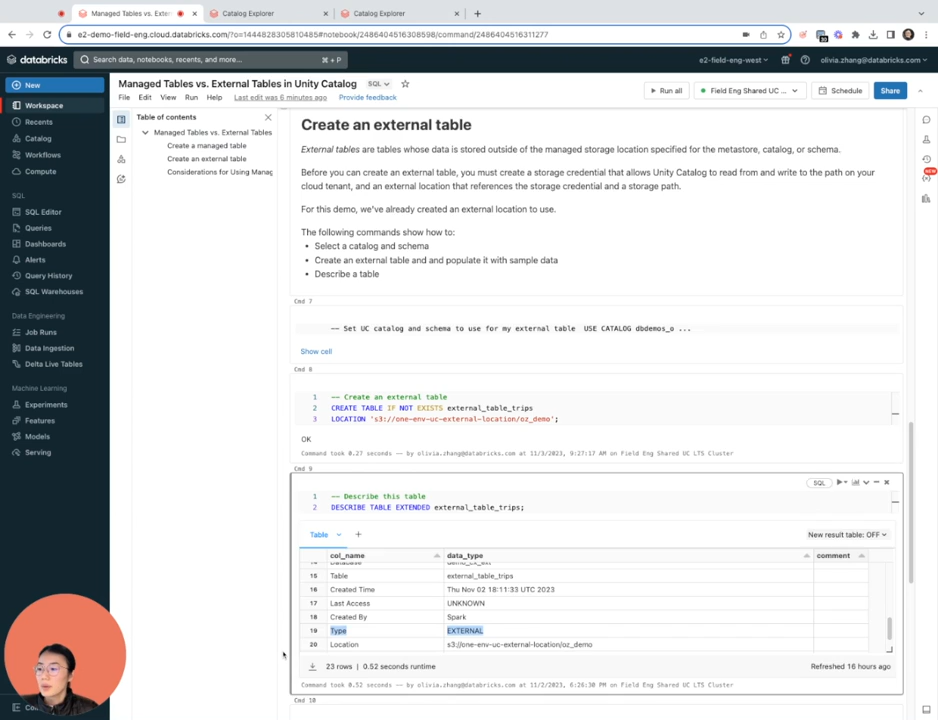 Managed Tables vs. Exter
Catalog Explorer
Catalog Explorer
e2-demo-field-eng.cloud.databricks.com/?o=1444828305810485#notebook/2486404516308598/command/2486404516311277
databricks
Search data, notebooks, recents, and more...
⌘ + P
e2-field-eng-west
olivia.zhang@databricks.com
New
Workspace
Recents
Catalog
Workflows
Compute
SQL
SQL Editor
Queries
Dashboards
Alerts
Query History
SQL Warehouses
Data Engineering
Job Runs
Data Ingestion
Delta Live Tables
Machine Learning
Experiments
Features
Models
Serving
Managed Tables vs. External Tables in Unity Catalog
SQL
File Edit View Run Help Last edit was 6 minutes ago Provide feedback
Run all
Field Eng Shared UC ...
Schedule
Share
NEW
Table of contents
Managed Tables vs. External Tables
Create a managed table
Create an external table
Considerations for Using Manag
Create an external table
External tables are tables whose data is stored outside of the managed storage location specified for the metastore, catalog, or schema.
Before you can create an external table, you must create a storage credential that allows Unity Catalog to read from and write to the path on your
cloud tenant, and an external location that references the storage credential and a storage path.
For this demo, we've already created an external location to use.
The following commands show how to:
• Select a catalog and schema
• Create an external table and and populate it with sample data
• Describe a table
Cmd 7
-- Set UC catalog and schema to use for my external table USE CATALOG dbdemos_o ...
Show cell
Cmd 8
1 -- Create an external table
2 CREATE TABLE IF NOT EXISTS external_table_trips
3 LOCATION 's3://one-env-uc-external-location/oz_demo';
OK
Command took 0.27 seconds -- by olivia.zhang@databricks.com at 11/3/2023, 9:27:17 AM on Field Eng Shared UC LTS Cluster
Cmd 9
SQL
1 -- Describe this table
2 DESCRIBE TABLE EXTENDED external_table_trips;
Table
New result table: OFF
col_name data_type comment
15 Table external_table_trips
16 Created Time Thu Nov 02 18:11:33 UTC 2023
17 Last Access UNKNOWN
18 Created By Spark
19 Type EXTERNAL
20 Location s3://one-env-uc-external-location/oz_demo
23 rows | 0.52 seconds runtime
Refreshed 16 hours ago
Command took 0.52 seconds -- by olivia.zhang@databricks.com at 11/2/2023, 6:26:30 PM on Field Eng Shared UC LTS Cluster
Cmd 10